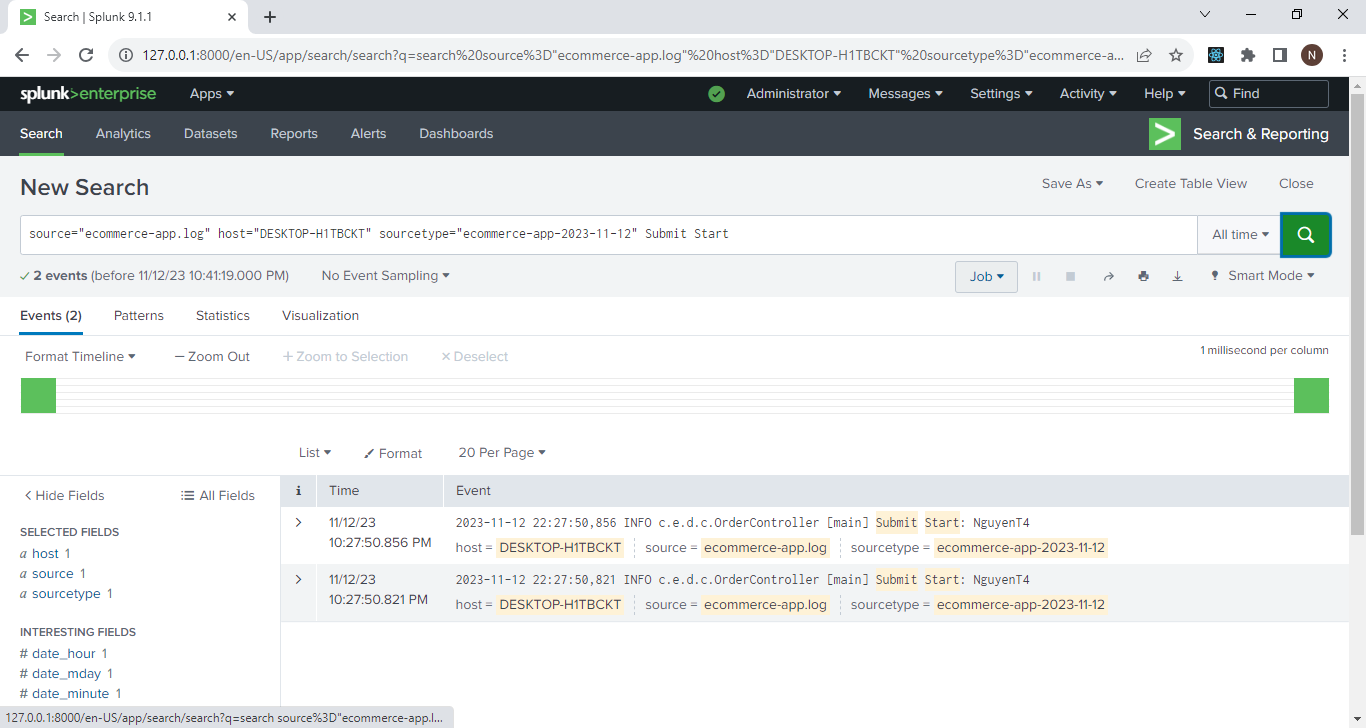 Search | Splunk 9.1.1
127.0.0.1:8000/en-US/app/search/search?q=search%20source%3D"ecommerce-app.log"%20host%3D"DESKTOP-H1TBCKT"%20sourcetype%3D"ecommerce-a...
N
splunk>enterprise Apps Administrator Messages Settings Activity Help Find
Search Analytics Datasets Reports Alerts Dashboards Search & Reporting
New Search Save As Create Table View Close
source="ecommerce-app.log" host="DESKTOP-H1TBCKT" sourcetype="ecommerce-app-2023-11-12" Submit Start All time
2 events (before 11/12/23 10:41:19.000 PM) No Event Sampling Job Smart Mode
Events (2) Patterns Statistics Visualization
Format Timeline — Zoom Out + Zoom to Selection × Deselect 1 millisecond per column
List Format 20 Per Page
< Hide Fields All Fields i Time Event
SELECTED FIELDS
a host 1
a source 1
a sourcetype 1
INTERESTING FIELDS
# date_hour 1
# date_mday 1
# date_minute 1
11/12/23
10:27:50.856 PM
2023-11-12 22:27:50,856 INFO c.e.d.c.OrderController [main] Submit Start: NguyenT4
host = DESKTOP-H1TBCKT source = ecommerce-app.log sourcetype = ecommerce-app-2023-11-12
11/12/23
10:27:50.821 PM
2023-11-12 22:27:50,821 INFO c.e.d.c.OrderController [main] Submit Start: NguyenT4
host = DESKTOP-H1TBCKT source = ecommerce-app.log sourcetype = ecommerce-app-2023-11-12
127.0.0.1:8000/en-US/app/search/search?q=search source%3D"ecommerce-app.l...